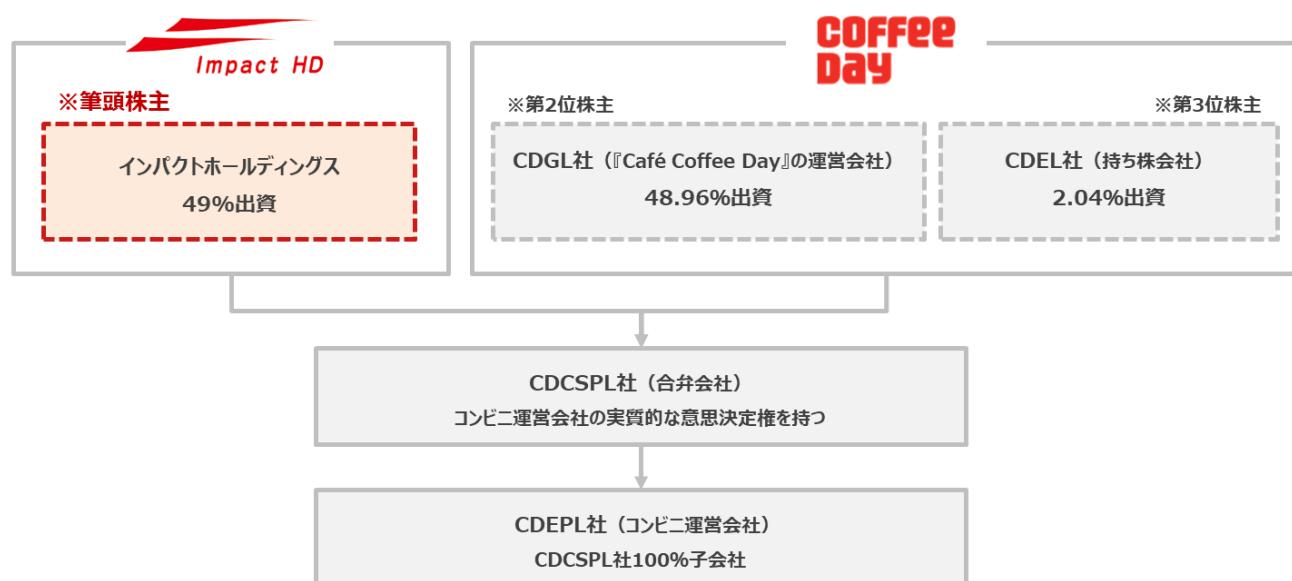 Impact HD
COFFEE
DAY
※筆頭株主
インパクトホールディングス
49%出資
※第2位株主
CDGL社（『Café Coffee Day』の運営会社）
48.96%出資
※第3位株主
CDEL社（持ち株会社）
2.04%出資
CDCSPL社（合弁会社）
コンビニ運営会社の実質的な意思決定権を持つ
CDEPL社（コンビニ運営会社）
CDCSPL社100%子会社